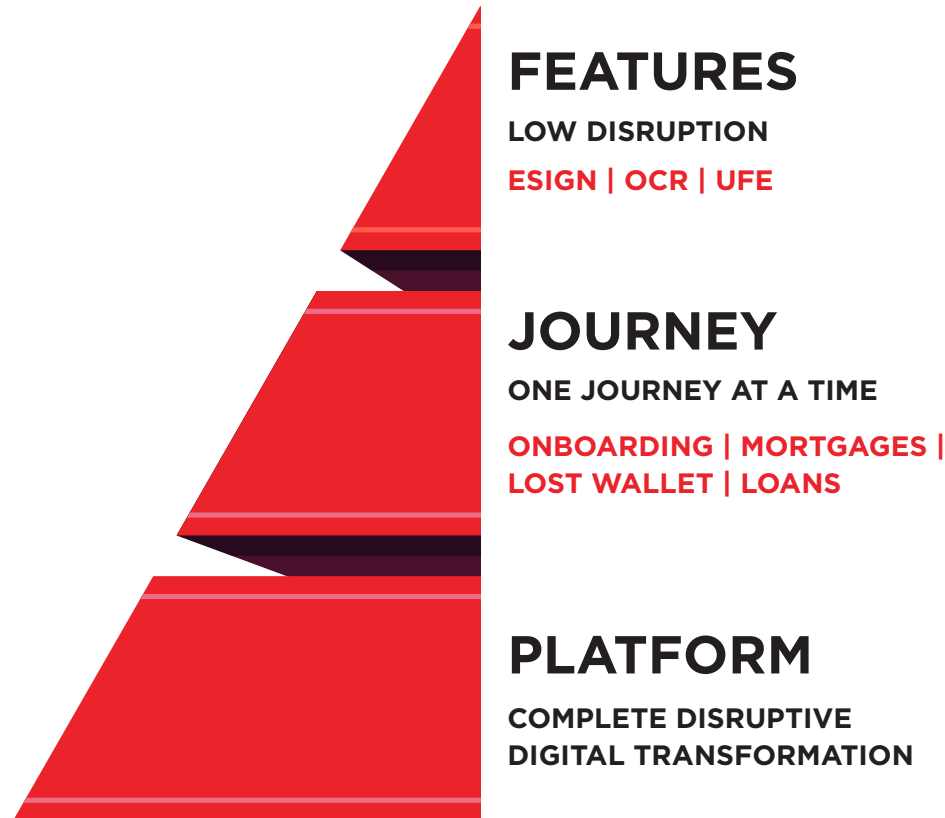 FEATURES
LOW DISRUPTION
ESIGN | OCR | UFE
JOURNEY
ONE JOURNEY AT A TIME
ONBOARDING | MORTGAGES |
LOST WALLET | LOANS
PLATFORM
COMPLETE DISRUPTIVE
DIGITAL TRANSFORMATION